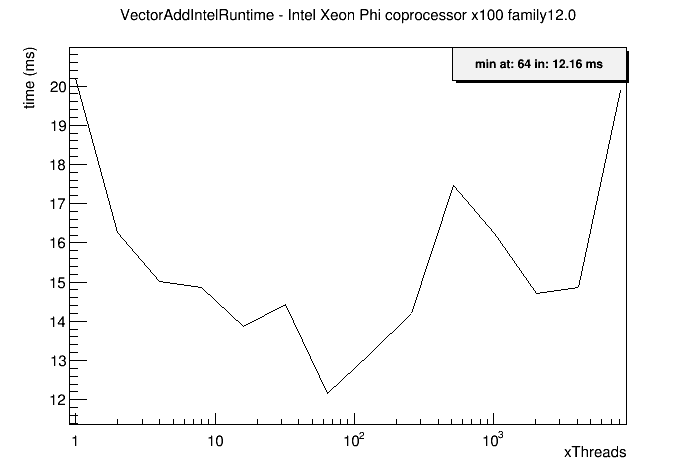 VectorAddIntelRuntime - Intel Xeon Phi coprocessor x100 family12.0
min at: 64 in: 12.16 ms
time (ms)
20
19
18
17
16
15
14
13
12
1 10 10² 10³
xThreads